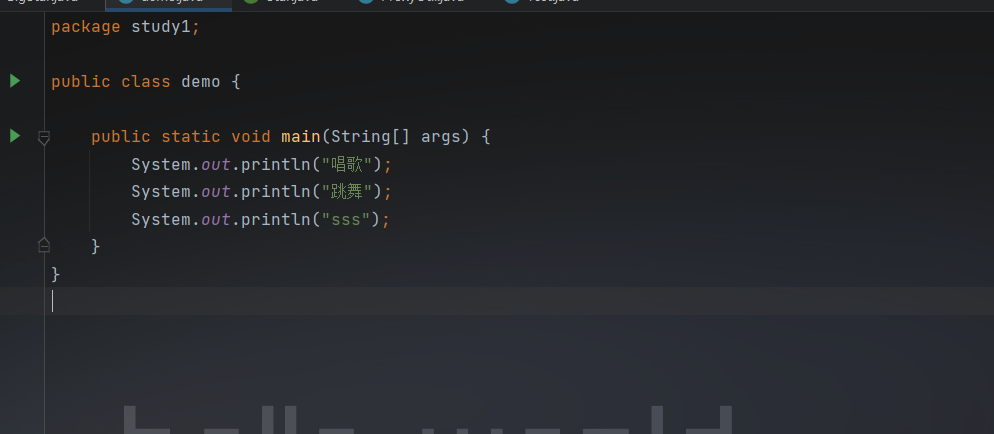 package study1;
public class demo {
public static void main(String[] args) {
System.out.println("唱歌");
System.out.println("跳舞");
System.out.println("sss");
}
}